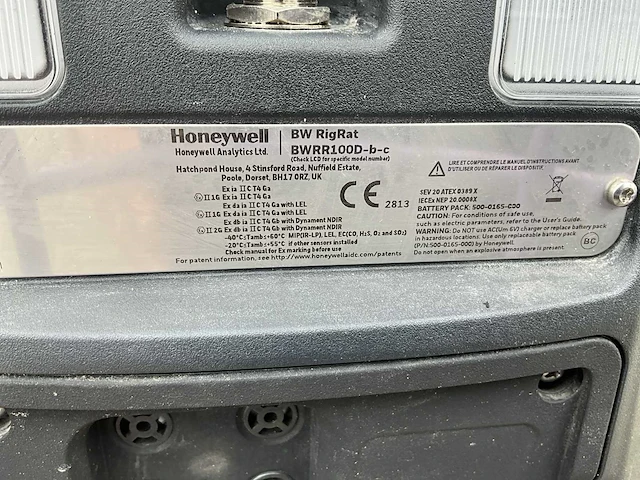 Honeywell
Honeywell Analytics Ltd.
BW RigRat
BWRR100D-b-c
(Check LCD for specific model number)
Hatchpond House, 4 Stinsford Road, Nuffield Estate,
Poole, Dorset, BH17 0RZ, UK
Ex ia IIC T4 Ga
II 1G Ex ia IIC T4 Ga
Ex da ia IIC T4 Ga with LEL
II 1G Ex da ia IIC T4 Ga with LEL
Ex db ia IIC T4 Gb with Dynament NDIR
II 2G Ex db ia IIC T4 Gb with Dynament NDIR
-40°C≤Tamb≤+60°C MIPOIR-LP), LEL, EC(CO, H2S, O2 and SO2)
-20°C≤Tamb≤+55°C if other sensors installed
Check manual for Ex marking before use
For patent information, see http://www.honeywellaidc.com/patents
CE 2813
LIRE LE MANUEL D'INSTRUCTIONS AVANT
D'UTILISER OU DE RÉPARER LE DISPOSITIF.
SEV 20 ATEX 0389 X
IECEx NEP 20.0008X
BATTERY PACK: 500-0165-C00
CAUTION: For conditions of safe use,
such as electric parameters, refer to the User's Guide.
WARNING: Do NOT use AC(Um 6V) charger or replace battery pack
in hazardous locations. Use only replaceable battery pack
(P/N:500-0165-000) by Honeywell.
Do not open when an explosive atmosphere is present.
BC